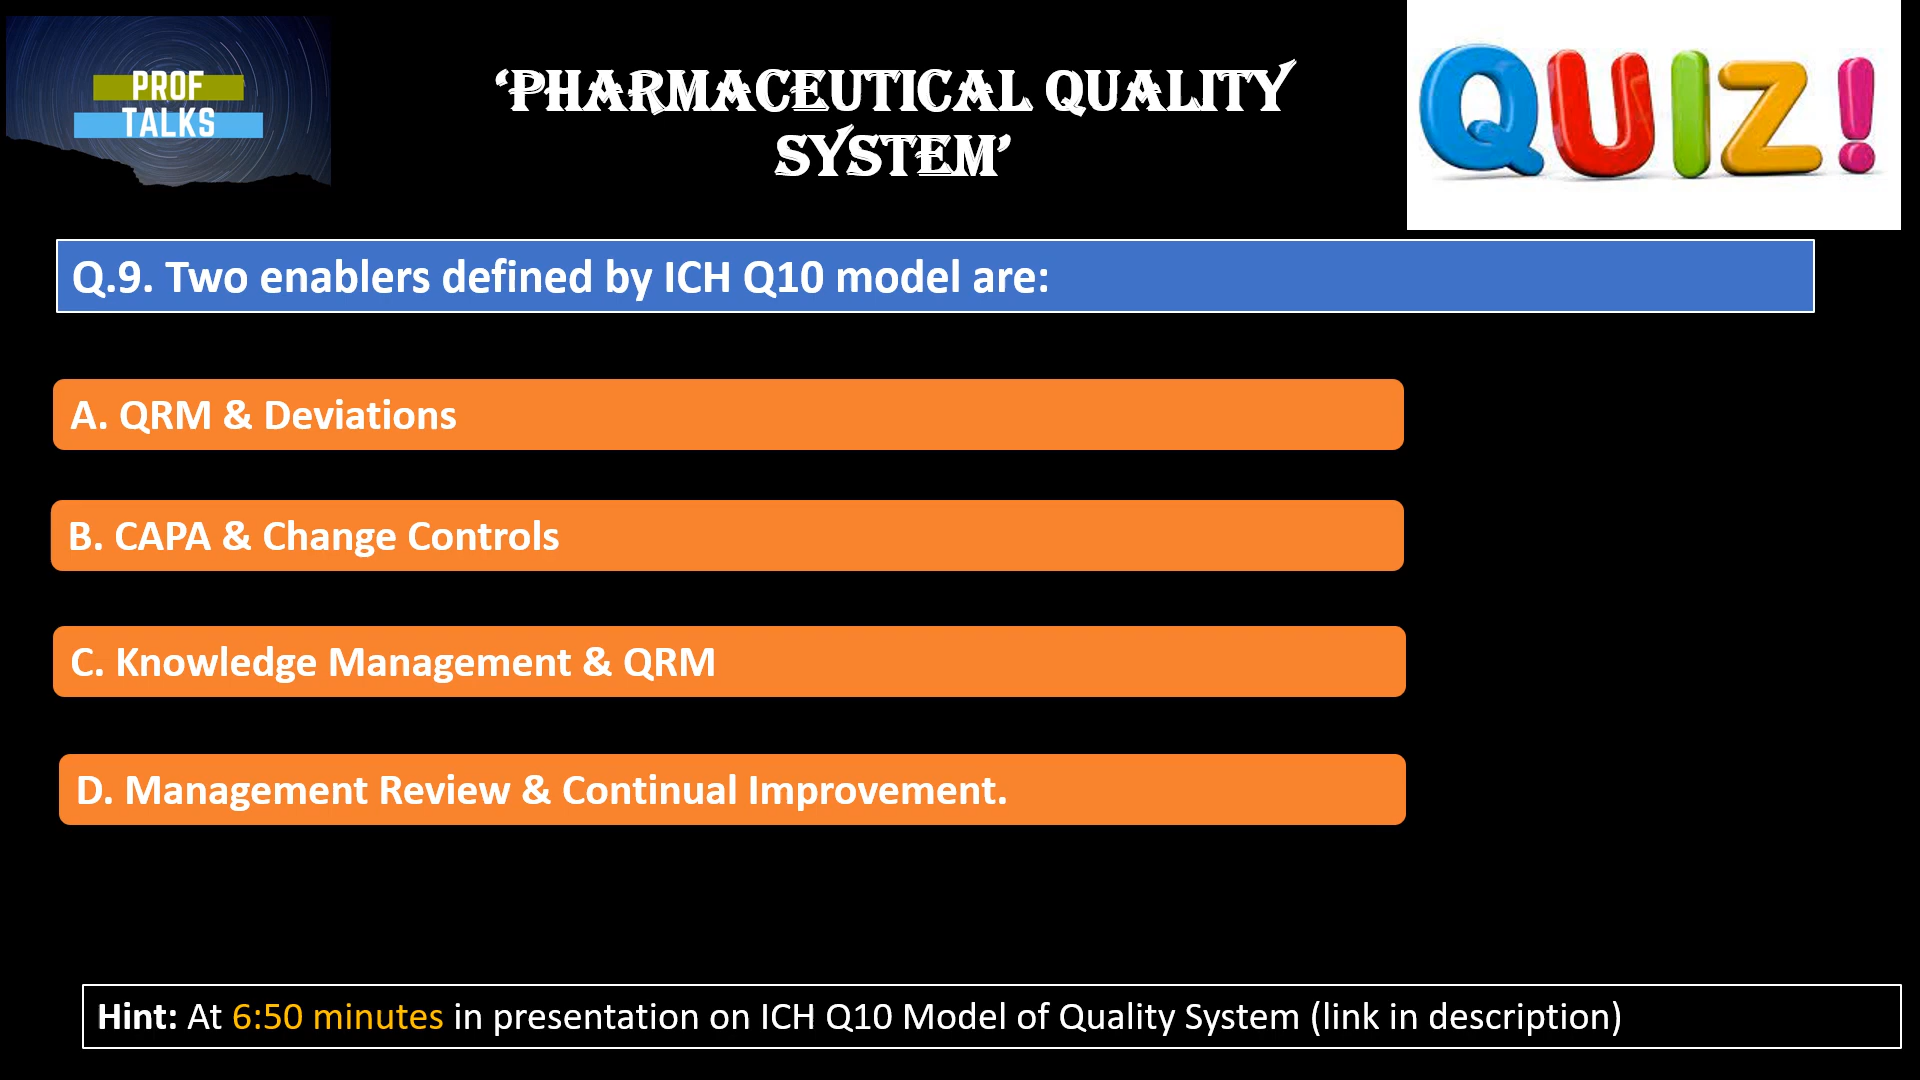 PROF
TALKS
‘PHARMACEUTICAL QUALITY
SYSTEM’
QUIZ!
Q.9. Two enablers defined by ICH Q10 model are:
A. QRM & Deviations
B. CAPA & Change Controls
C. Knowledge Management & QRM
D. Management Review & Continual Improvement.
Hint: At 6:50 minutes in presentation on ICH Q10 Model of Quality System (link in description)